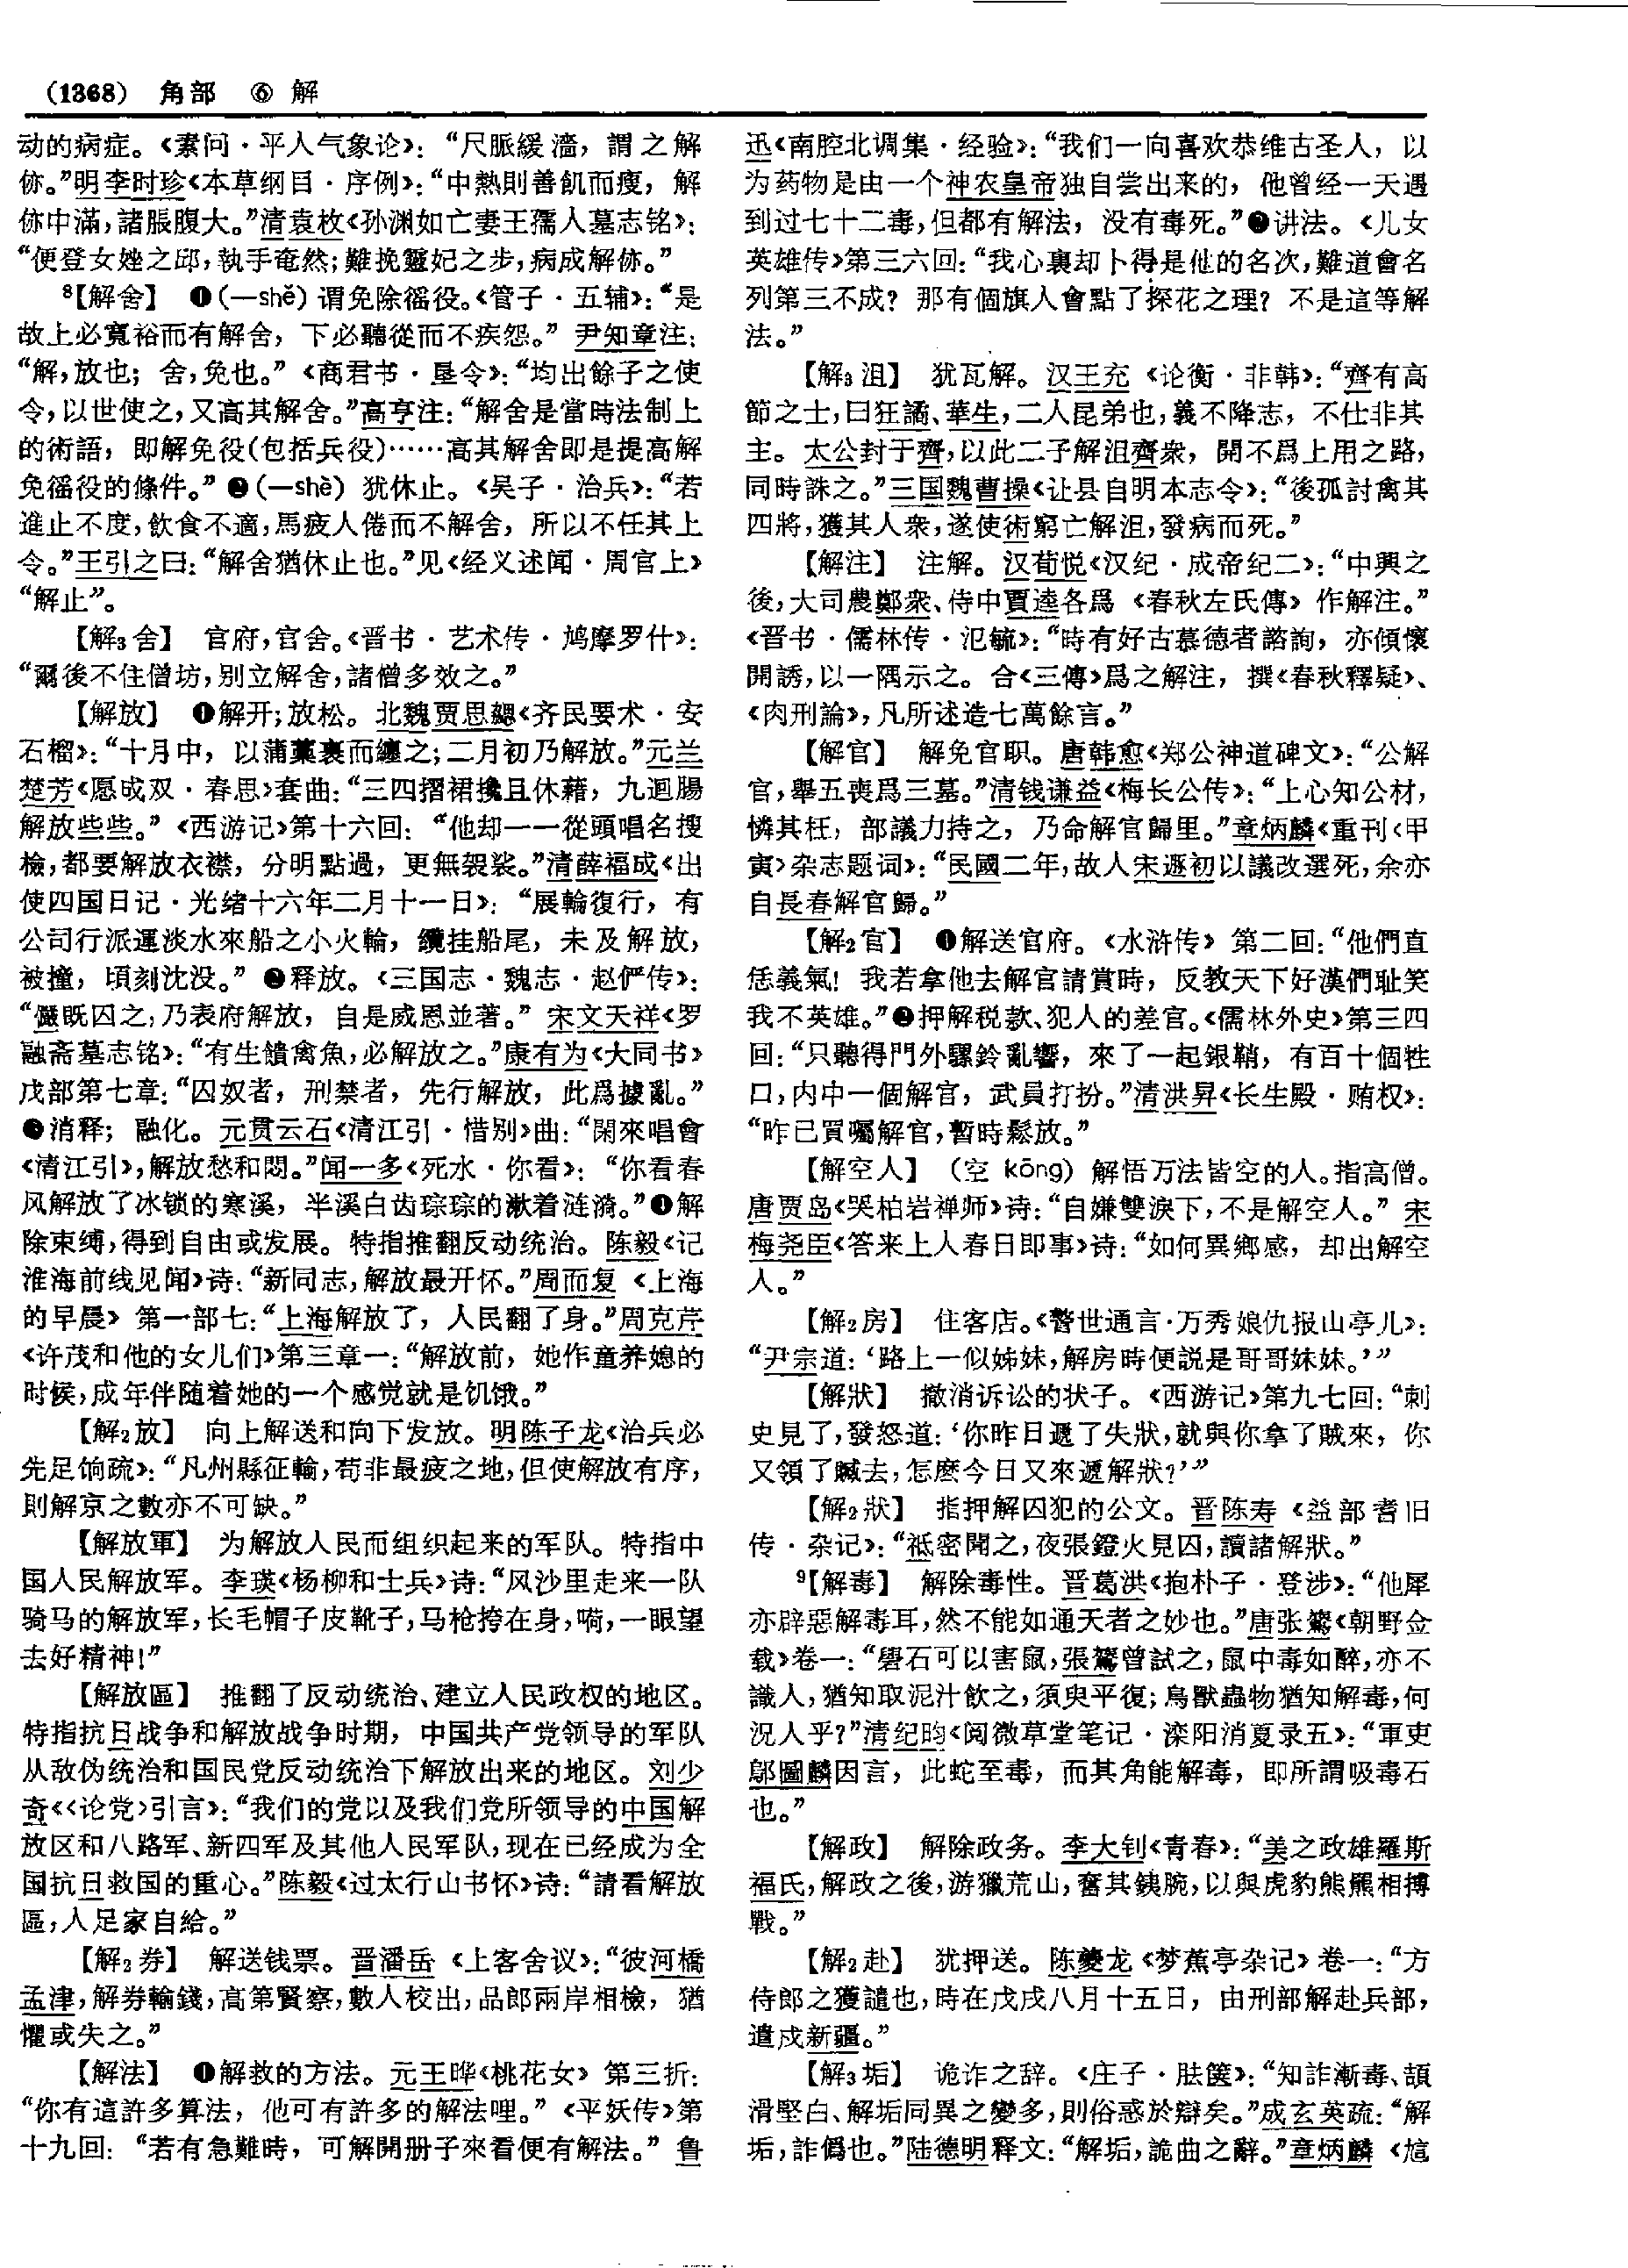 (1368) 角部 ⑥ 解
动的病症。《素问·平人气象论》：“尺脈緩濇，謂之解
㑊。”明李时珍《本草纲目·序例》：“中熱則善飢而瘦，解
㑊中滿，諸脹腹大。”清袁枚《孙渊如亡妻王孺人墓志铭》：
“便登女㛗之邱，執手奄然；難挽𥳑妃之步，病成解㑊。”
8【解舍】 ❶(—shě) 谓免除徭役。《管子·五辅》：“是
故上必寬裕而有解舍，下必聽從而不疾怨。” 尹知章注：
“解，放也；舍，免也。”《商君书·垦令》：“均出餘子之使
令，以世使之，又高其解舍。”高亨注：“解舍是當時法制上
的術語，即解免役(包括兵役)……高其解舍即是提高解
免徭役的條件。”❷(—shè) 犹休止。《吴子·治兵》：“若
進止不度，飲食不適，馬疲人倦而不解舍，所以不任其上
令。”王引之曰：“解舍猶休止也。”见《经义述闻·周官上》
“解止”。
【解3舍】 官府，官舍。《晋书·艺术传·鸠摩罗什》：
“爾後不住僧坊，别立解舍，諸僧多效之。”
【解放】 ❶解开；放松。北魏贾思勰《齐民要术·安
石榴》：“十月中，以蒲藁裹而纏之；二月初乃解放。”元兰
楚芳《愿成双·春思》套曲：“三四摺裙攙且休藉，九迴腸
解放些些。”《西游记》第十六回：“他却一一從頭唱名搜
檢，都要解放衣襟，分明點過，更無袈裟。”清薛福成《出
使四国日记·光绪十六年二月十一日》：“展輪復行，有
公司行派運淡水來船之小火輪，纜挂船尾，未及解放，
被撞，頃刻沈没。”❷释放。《三国志·魏志·赵俨传》：
“儼既囚之，乃表府解放，自是威恩並著。”宋文天祥《罗
融斋墓志铭》：“有生饋禽魚，必解放之。”康有为《大同书》
戊部第七章：“囚奴者，刑禁者，先行解放，此爲據亂。”
❸消释；融化。元贯云石《清江引·惜别》曲：“閑來唱會
《清江引》，解放愁和悶。”闻一多《死水·你看》：“你看春
风解放了冰锁的寒溪，半溪白齿琮琮的漱着涟漪。”❹解
除束缚，得到自由或发展。特指推翻反动统治。陈毅《记
淮海前线见闻》诗：“新同志，解放最开怀。”周而复《上海
的早晨》第一部七：“上海解放了，人民翻了身。”周克芹
《许茂和他的女儿们》第三章一：“解放前，她作童养媳的
时候，成年伴随着她的一个感觉就是饥饿。”
【解2放】 向上解送和向下发放。明陈子龙《治兵必
先足饷疏》：“凡州縣征輸，苟非最疲之地，但使解放有序，
則解京之數亦不可缺。”
【解放軍】 为解放人民而组织起来的军队。特指中
国人民解放军。李瑛《杨柳和士兵》诗：“风沙里走来一队
骑马的解放军，长毛帽子皮靴子，马枪挎在身，嗬，一眼望
去好精神！”
【解放區】 推翻了反动统治、建立人民政权的地区。
特指抗日战争和解放战争时期，中国共产党领导的军队
从敌伪统治和国民党反动统治下解放出来的地区。刘少
奇《〈论党〉引言》：“我们的党以及我们党所领导的中国解
放区和八路军、新四军及其他人民军队，现在已经成为全
国抗日救国的重心。”陈毅《过太行山书怀》诗：“請看解放
區，人足家自給。”
【解2券】 解送钱票。晋潘岳《上客舍议》：“彼河橋
孟津，解券輸錢，高第賢察，數人校出，品郎兩岸相檢，猶
懼或失之。”
【解法】 ❶解救的方法。元王晔《桃花女》第三折：
“你有這許多算法，他可有許多的解法哩。”《平妖传》第
十九回：“若有急難時，可解開册子來看便有解法。”鲁
迅《南腔北调集·经验》：“我们一向喜欢恭维古圣人，以
为药物是由一个神农皇帝独自尝出来的，他曾经一天遇
到过七十二毒，但都有解法，没有毒死。”❷讲法。《儿女
英雄传》第三六回：“我心裏却卜得是他的名次，難道會名
列第三不成？那有個旗人會點了探花之理？不是這等解
法。”
【解3沮】 犹瓦解。汉王充《论衡·非韩》：“齊有高
節之士，曰狂譎、華生，二人昆弟也，義不降志，不仕非其
主。太公封于齊，以此二子解沮齊衆，開不爲上用之路，
同時誅之。”三国魏曹操《让县自明本志令》：“後孤討禽其
四將，獲其人衆，遂使術窮亡解沮，發病而死。”
【解注】 注解。汉荀悦《汉纪·成帝纪二》：“中興之
後，大司農鄭衆、侍中賈逵各爲《春秋左氏傳》作解注。”
《晋书·儒林传·氾毓》：“時有好古慕德者諮詢，亦傾懷
開誘，以一隅示之。合《三傳》爲之解注，撰《春秋釋疑》、
《肉刑論》，凡所述造七萬餘言。”
【解官】 解免官职。唐韩愈《郑公神道碑文》：“公解
官，舉五喪爲三墓。”清钱谦益《梅长公传》：“上心知公材，
憐其枉，部議力持之，乃命解官歸里。”章炳麟《重刊〈甲
寅〉杂志题词》：“民國二年，故人宋遯初以議改選死，余亦
自長春解官歸。”
【解2官】 ❶解送官府。《水浒传》第二回：“他們直
恁義氣！我若拿他去解官請賞時，反教天下好漢們耻笑
我不英雄。”❷押解税款、犯人的差官。《儒林外史》第三四
回：“只聽得門外騾鈴亂響，來了一起銀鞘，有百十個牲
口，内中一個解官，武員打扮。”清洪昇《长生殿·贿权》：
“昨已買囑解官，暫時鬆放。”
【解空人】 (空 kōng) 解悟万法皆空的人。指高僧。
唐贾岛《哭柏岩禅师》诗：“自嫌雙淚下，不是解空人。”宋
梅尧臣《答来上人春日即事》诗：“如何異鄉感，却出解空
人。”
【解2房】 住客店。《警世通言·万秀娘仇报山亭儿》：
“尹宗道：‘路上一似姊妹，解房時便説是哥哥妹妹。’”
【解狀】 撤消诉讼的状子。《西游记》第九七回：“刺
史見了，發怒道：‘你昨日遞了失狀，就與你拿了賊來，你
又領了贓去，怎麽今日又來遞解狀？’”
【解2狀】 指押解囚犯的公文。晋陈寿《益部耆旧
传·杂记》：“祗密聞之，夜張鐙火見囚，讀諸解狀。”
9【解毒】 解除毒性。晋葛洪《抱朴子·登涉》：“他犀
亦辟惡解毒耳，然不能如通天者之妙也。”唐张鷟《朝野佥
载》卷一：“礜石可以害鼠，張鷟曾試之，鼠中毒如醉，亦不
識人，猶知取泥汁飲之，須臾平復；鳥獸蟲物猶知解毒，何
況人乎？”清纪昀《阅微草堂笔记·滦阳消夏录五》：“軍吏
鄔圖麟因言，此蛇至毒，而其角能解毒，即所謂吸毒石
也。”
【解政】 解除政务。李大钊《青春》：“美之政雄羅斯
福氏，解政之後，游獵荒山，奮其銕腕，以與虎豹熊羆相搏
戰。”
【解2赴】 犹押送。陈夔龙《梦蕉亭杂记》卷一：“方
侍郎之獲譴也，時在戊戌八月十五日，由刑部解赴兵部，
遣戍新疆。”
【解3垢】 诡诈之辞。《庄子·胠箧》：“知詐漸毒、頡
滑堅白、解垢同異之變多，則俗惑於辯矣。”成玄英疏：“解
垢，詐僞也。”陆德明释文：“解垢，詭曲之辭。”章炳麟《訄